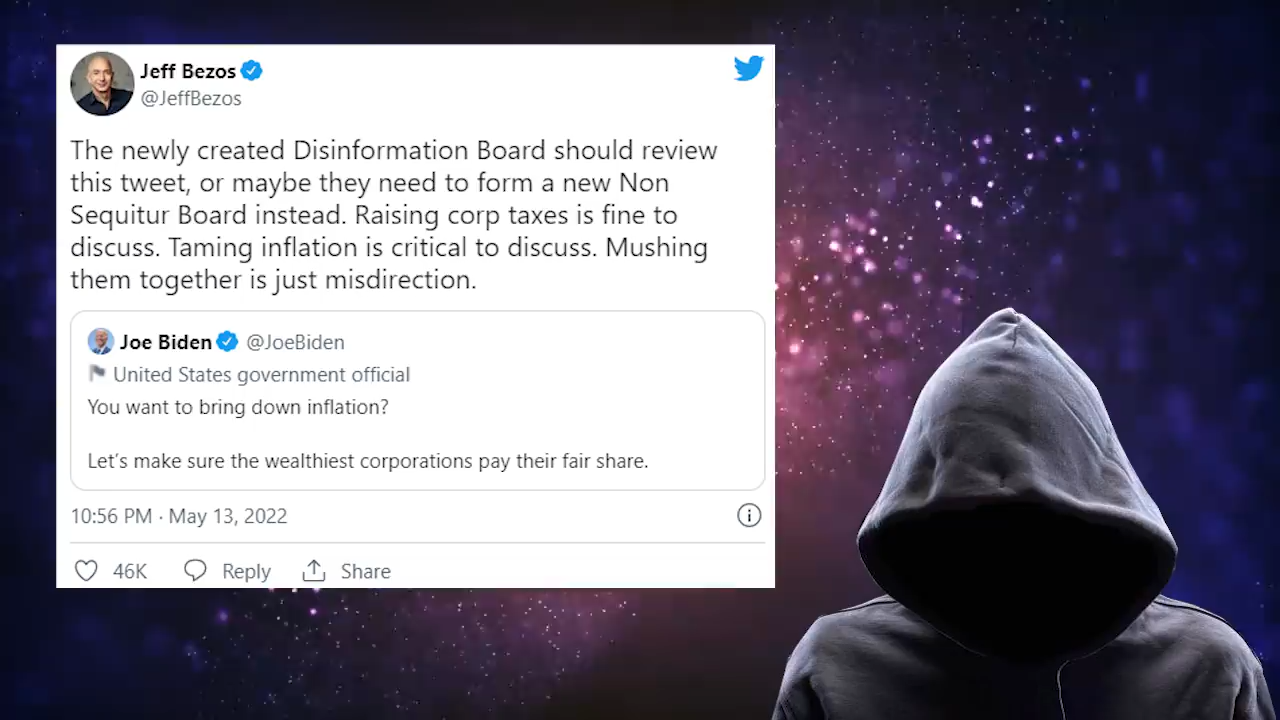 Jeff Bezos
@JeffBezos
The newly created Disinformation Board should review
this tweet, or maybe they need to form a new Non
Sequitur Board instead. Raising corp taxes is fine to
discuss. Taming inflation is critical to discuss. Mushing
them together is just misdirection.
Joe Biden @JoeBiden
United States government official
You want to bring down inflation?
Let's make sure the wealthiest corporations pay their fair share.
10:56 PM · May 13, 2022
46K Reply Share